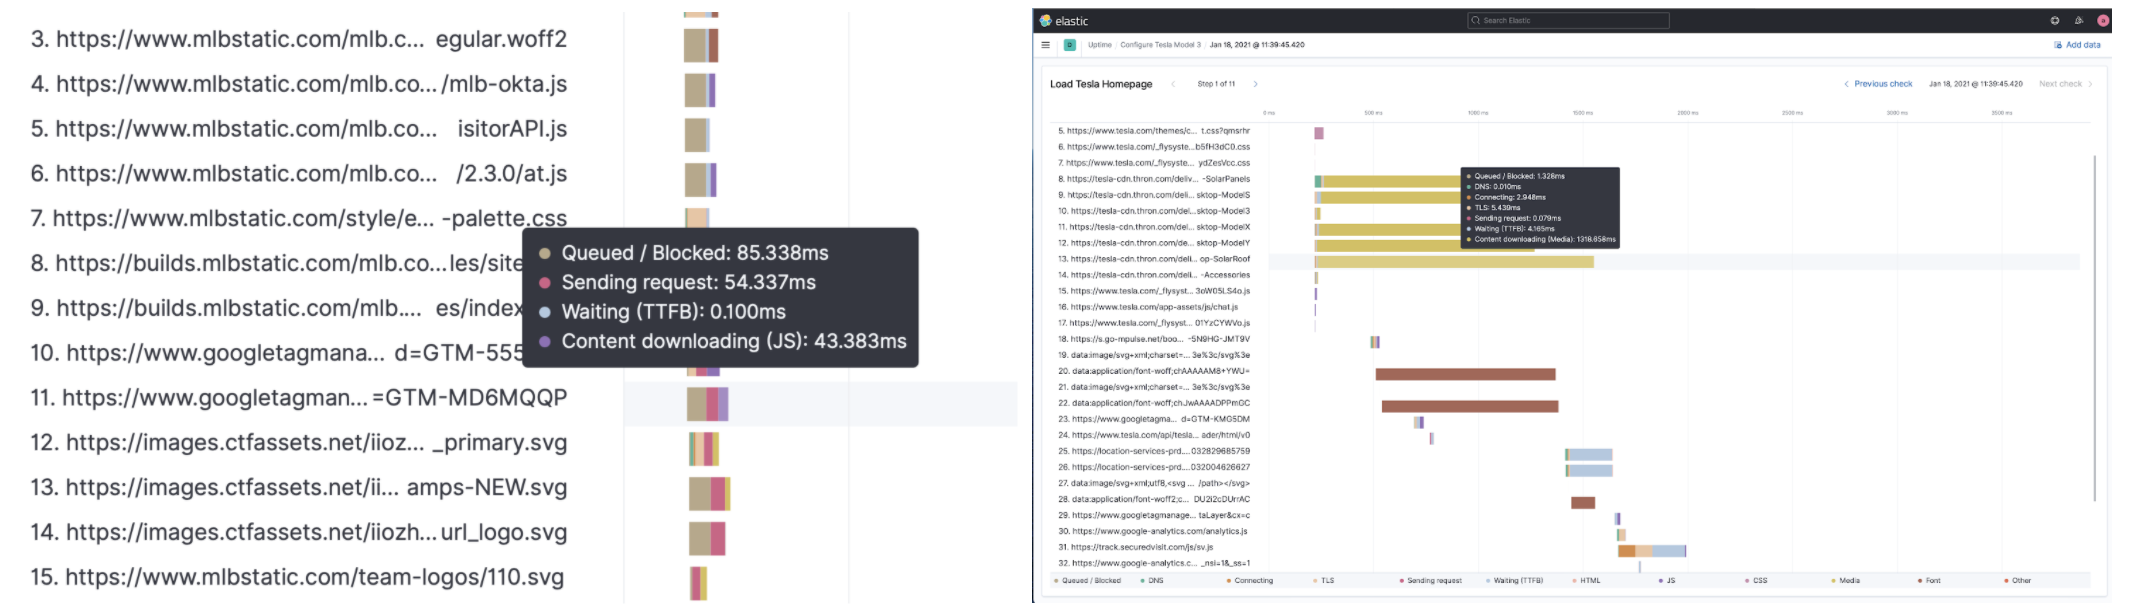 3. https://www.mlbstatic.com/mlb.c... egular.woff2
4. https://www.mlbstatic.com/mlb.co... /mlb-okta.js
5. https://www.mlbstatic.com/mlb.co... isitorAPI.js
6. https://www.mlbstatic.com/mlb.co... /2.3.0/at.js
7. https://www.mlbstatic.com/style/e... -palette.css
8. https://builds.mlbstatic.com/mlb.co...les/site
9. https://builds.mlbstatic.com/mlb.... es/index
10. https://www.googletagmana... d=GTM-555
11. https://www.googletagman... =GTM-MD6MQQP
12. https://images.ctfassets.net/iioz... _primary.svg
13. https://images.ctfassets.net/ii... amps-NEW.svg
14. https://images.ctfassets.net/iiozh... url_logo.svg
15. https://www.mlbstatic.com/team-logos/110.svg
Queued / Blocked: 85.338ms
Sending request: 54.337ms
Waiting (TTFB): 0.100ms
Content downloading (JS): 43.383ms
elastic
Search Elastic
a
D
Uptime / Configure Tesla Model 3 / Jan 18, 2021 @ 11:39:45.420
Add data
Load Tesla Homepage
Step 1 of 11
Previous check
Jan 18, 2021 @ 11:39:45.420
Next check
0 ms 500 ms 1000 ms 1500 ms 2000 ms 2500 ms 3000 ms 3500 ms
5. https://www.tesla.com/themes/c... t.css?qmsrhr
6. https://www.tesla.com/_flysyste...b5fH3dC0.css
7. https://www.tesla.com/_flysyste... ydZesVcc.css
8. https://tesla-cdn.thron.com/deliv... -SolarPanels
9. https://tesla-cdn.thron.com/deli... sktop-ModelS
10. https://tesla-cdn.thron.com/del... sktop-Model3
11. https://tesla-cdn.thron.com/del... sktop-ModelX
12. https://tesla-cdn.thron.com/de... sktop-ModelY
13. https://tesla-cdn.thron.com/deli... op-SolarRoof
14. https://tesla-cdn.thron.com/deli... -Accessories
15. https://www.tesla.com/_flysyst... 3oW05LS4o.js
16. https://www.tesla.com/app-assets/js/chat.js
17. https://www.tesla.com/_flysyst... 01YzCYWVo.js
18. https://s.go-mpulse.net/boo... -5N9HG-JMT9V
19. data:image/svg+xml;charset=... 3e%3c/svg%3e
20. data:application/font-woff;chAAAAAM8+YWU=
21. data:image/svg+xml;charset=... 3e%3c/svg%3e
22. data:application/font-woff;chJwAAAADPPmGC
23. https://www.googletagma... d=GTM-KMG5DM
24. https://www.tesla.com/api/tesla... ader/html/v0
25. https://location-services-prd....032829685759
26. https://location-services-prd....032004626627
27. data:image/svg+xml;utf8,<svg ... /path></svg>
28. data:application/font-woff2;c... DU2i2cDUrrAC
29. https://www.googletagmanage... taLayer&cx=c
30. https://www.google-analytics.com/analytics.js
31. https://track.securedvisit.com/js/sv.js
32. https://www.google-analytics.c... _nsi=1&_ss=1
Queued / Blocked: 1.328ms
DNS: 0.010ms
Connecting: 2.948ms
TLS: 5.439ms
Sending request: 0.079ms
Waiting (TTFB): 4.165ms
Content downloading (Media): 1318.658ms
Queued / Blocked DNS Connecting TLS Sending request Waiting (TTFB) HTML JS CSS Media Font Other